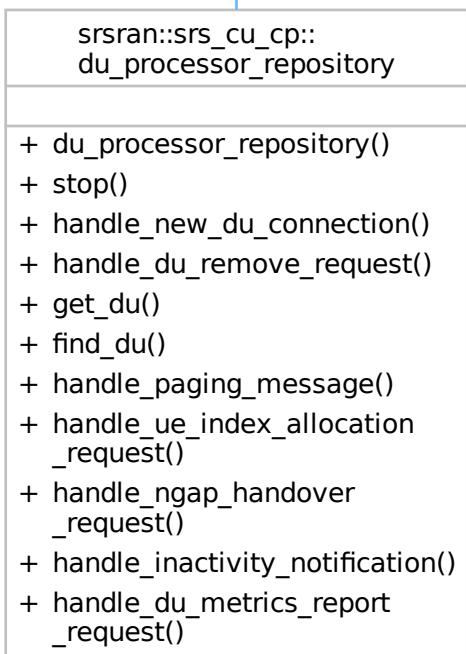 srsran::srs_cu_cp::
du_processor_repository
+ du_processor_repository()
+ stop()
+ handle_new_du_connection()
+ handle_du_remove_request()
+ get_du()
+ find_du()
+ handle_paging_message()
+ handle_ue_index_allocation
_request()
+ handle_ngap_handover
_request()
+ handle_inactivity_notification()
+ handle_du_metrics_report
_request()